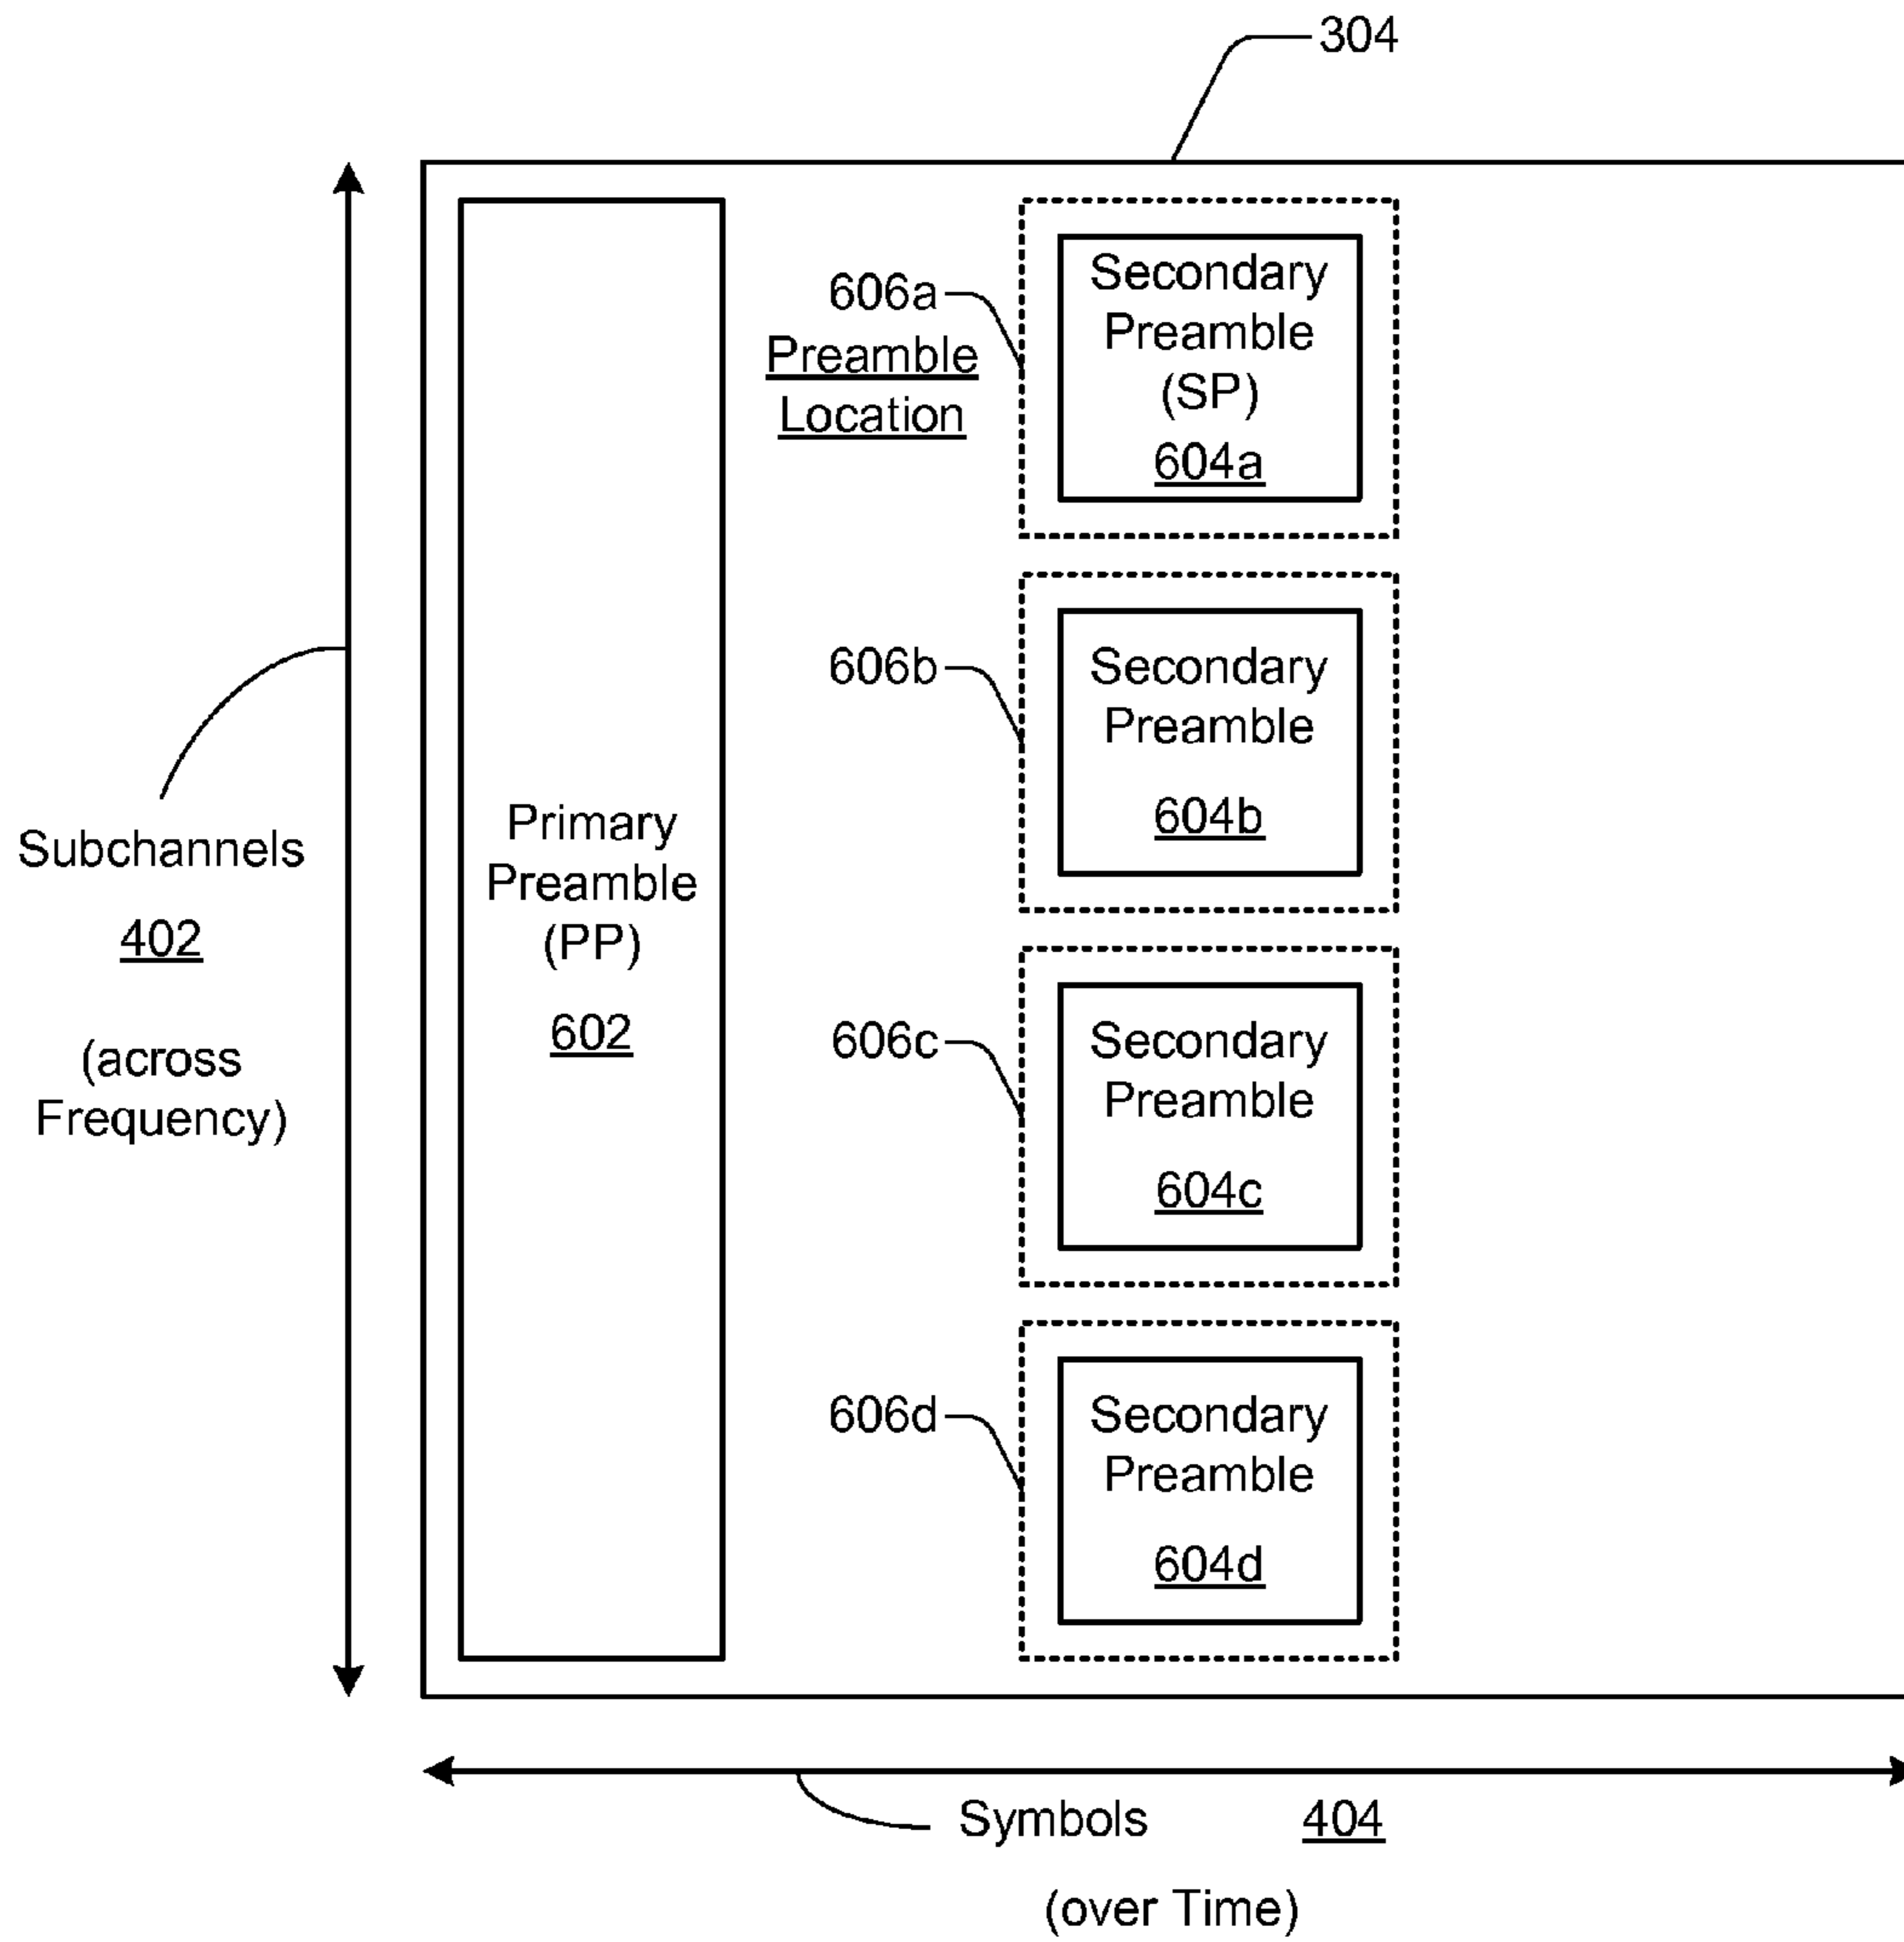 304
606a
Preamble
Location
Secondary
Preamble
(SP)
604a
606b
Secondary
Preamble
604b
Subchannels
402
(across
Frequency)
Primary
Preamble
(PP)
602
606c
Secondary
Preamble
604c
606d
Secondary
Preamble
604d
Symbols 404
(over Time)